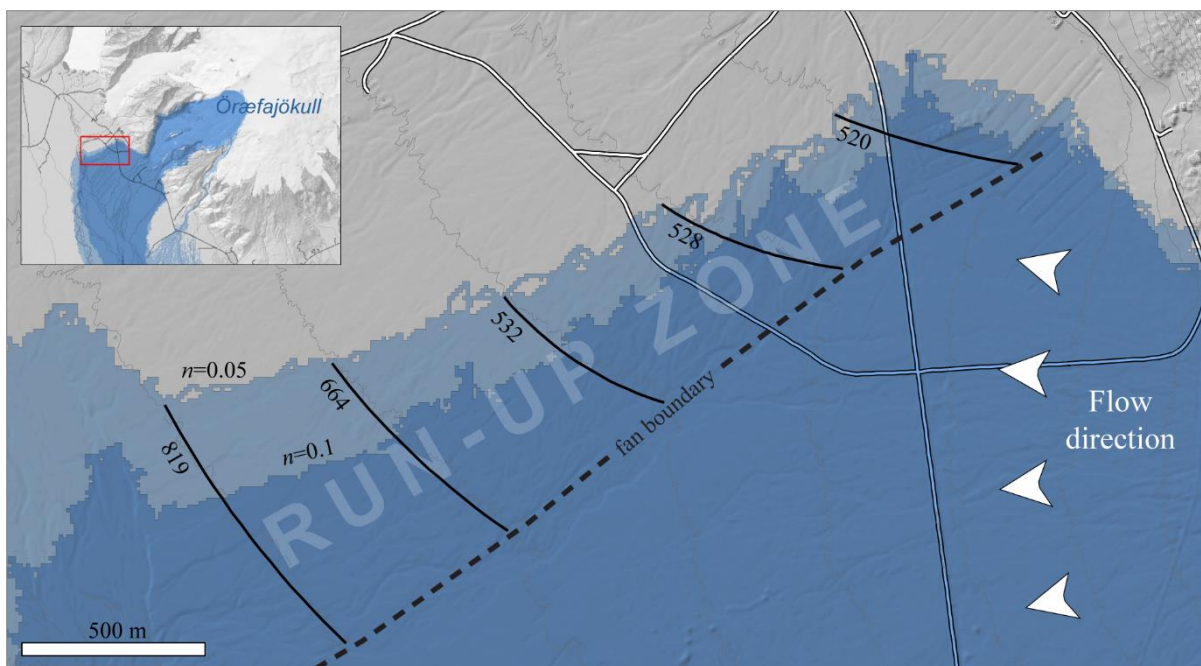 Öræfajökull
520
528
532
n=0.05
664
819
n=0.1
RUN-UP ZONE
fan boundary
Flow
direction
500 m